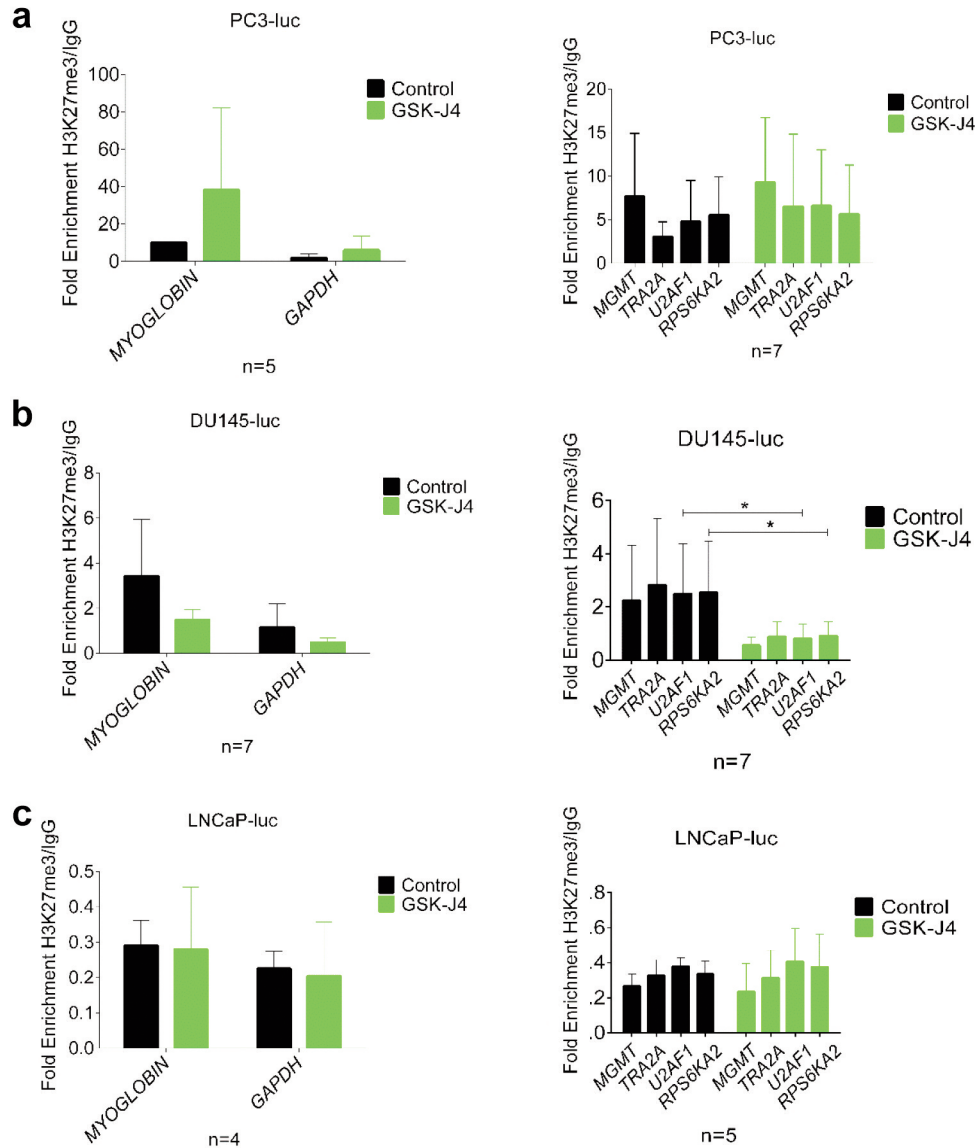 a
PC3-luc
Fold Enrichment H3K27me3/IgG
100
80
60
40
20
0
Control
GSK-J4
MYOGLOBIN
GAPDH
n=5
PC3-luc
Fold Enrichment H3K27me3/IgG
20
15
10
5
0
Control
GSK-J4
MGMT
TRA2A
U2AF1
RPS6KA2
MGMT
TRA2A
U2AF1
RPS6KA2
n=7
b
DU145-luc
Fold Enrichment H3K27me3/IgG
8
6
4
2
0
Control
GSK-J4
MYOGLOBIN
GAPDH
n=7
DU145-luc
Fold Enrichment H3K27me3/IgG
6
4
2
0
*
*
Control
GSK-J4
MGMT
TRA2A
U2AF1
RPS6KA2
MGMT
TRA2A
U2AF1
RPS6KA2
n=7
c
LNCaP-luc
Fold Enrichment H3K27me3/IgG
0.5
0.4
0.3
0.2
0.1
0.0
Control
GSK-J4
MYOGLOBIN
GAPDH
n=4
LNCaP-luc
Fold Enrichment H3K27me3/IgG
.8
.6
.4
.2
.0
Control
GSK-J4
MGMT
TRA2A
U2AF1
RPS6KA2
MGMT
TRA2A
U2AF1
RPS6KA2
n=5